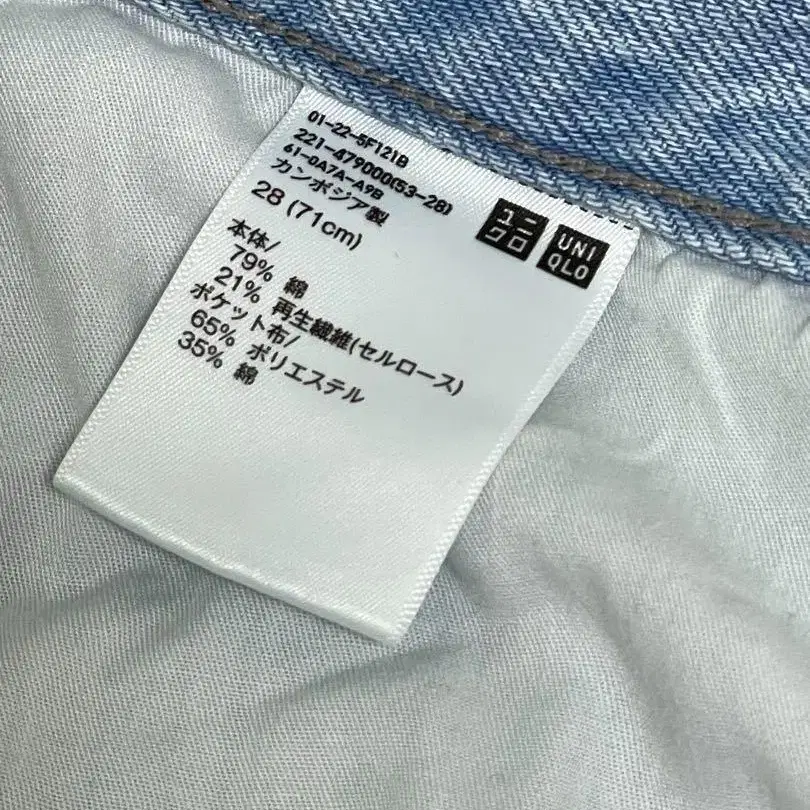 01-22-5F121B
221-479000(53-28)
61-0A7A-A9B
カンボジア製
28 (71cm)
ユニ
クロ
UNI
QLO
本体/
79% 綿
21% 再生繊維(セルロース)
ポケット布/
65% ポリエステル
35% 綿